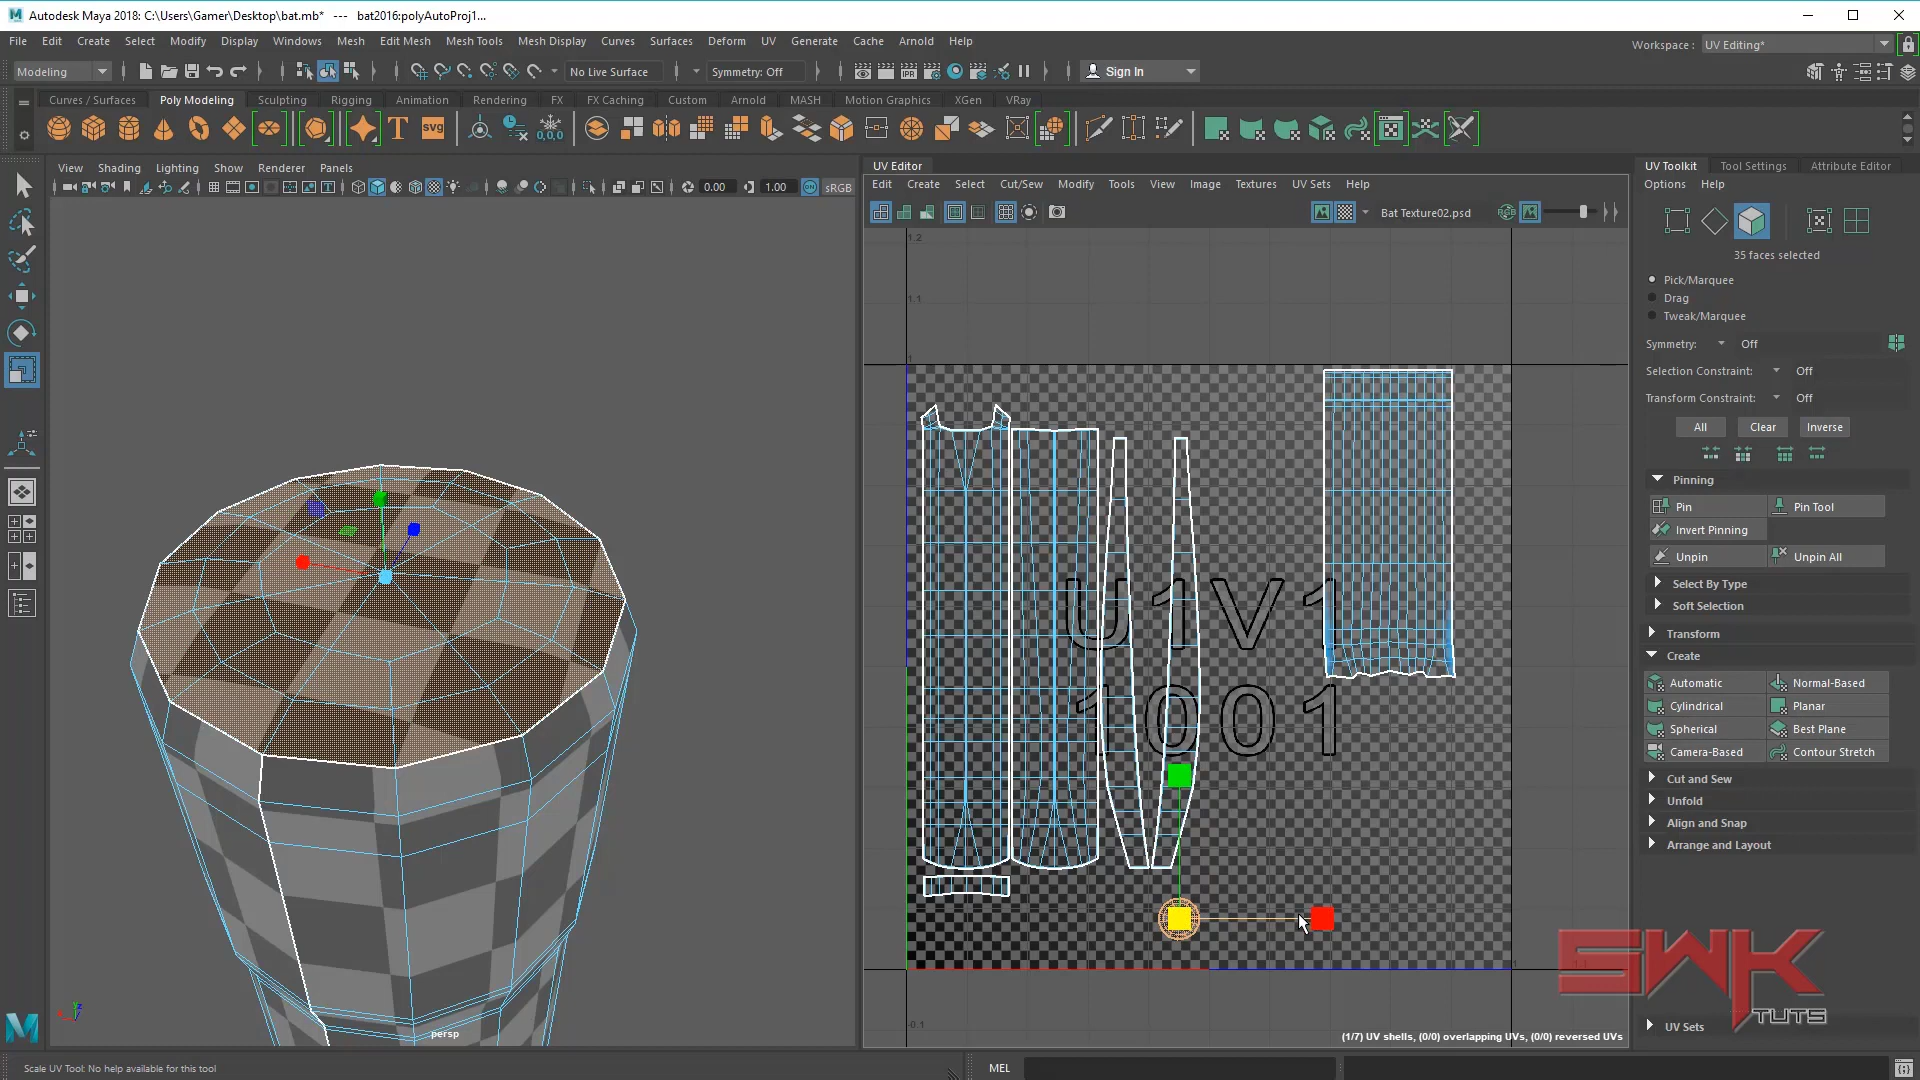 Autodesk Maya 2018: C:\Users\Gamer\Desktop\bat.mb* --- bat2016:polyAutoProj1...
File Edit Create Select Modify Display Windows Mesh Edit Mesh Mesh Tools Mesh Display Curves Surfaces Deform UV Generate Cache Arnold Help
Workspace : UV Editing*
Modeling No Live Surface Symmetry: Off Sign In
Curves / Surfaces Poly Modeling Sculpting Rigging Animation Rendering FX FX Caching Custom Arnold MASH Motion Graphics XGen VRay
View Shading Lighting Show Renderer Panels
0.00 1.00 sRGB
UV Editor
Edit Create Select Cut/Sew Modify Tools View Image Textures UV Sets Help
Bat Texture02.psd
1.2
1.1
1
U1V1
1001
1
1.1
-0.1
persp
(1/7) UV shells, (0/0) overlapping UVs, (0/0) reversed UVs
UV Toolkit Tool Settings Attribute Editor
Options Help
35 faces selected
Pick/Marquee
Drag
Tweak/Marquee
Symmetry: Off
Selection Constraint: Off
Transform Constraint: Off
All Clear Inverse
Pinning
Pin Pin Tool
Invert Pinning
Unpin Unpin All
Select By Type
Soft Selection
Transform
Create
Automatic Normal-Based
Cylindrical Planar
Spherical Best Plane
Camera-Based Contour Stretch
Cut and Sew
Unfold
Align and Snap
Arrange and Layout
UV Sets
SWK
TUTS
Scale UV Tool: No help available for this tool
MEL